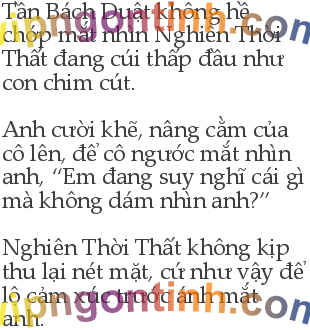 Tần Bách Duật không hề
chớp mắt nhìn Nghiên Thời
Thất đang cúi thấp đầu như
con chim cút.
Anh cười khẽ, nâng cằm của
cô lên, để cô ngước mắt nhìn
anh, “Em đang suy nghĩ cái gì
mà không dám nhìn anh?”
Nghiên Thời Thất không kịp
thu lại nét mặt, cứ như vậy để
lộ cảm xúc trước ánh mắt
anh.
vipngontinh.com
vipngontinh.com